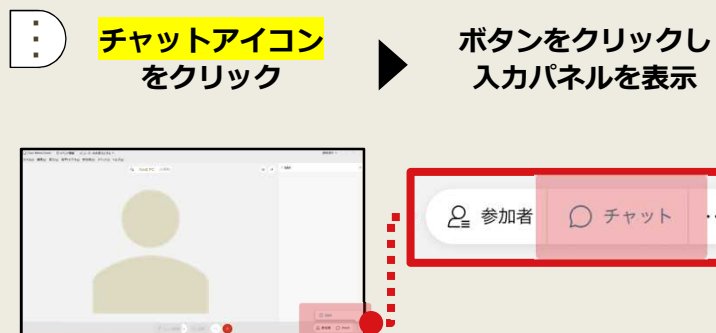 チャットアイコン
をクリック
ボタンをクリックし
入力パネルを表示
参加者
チャット